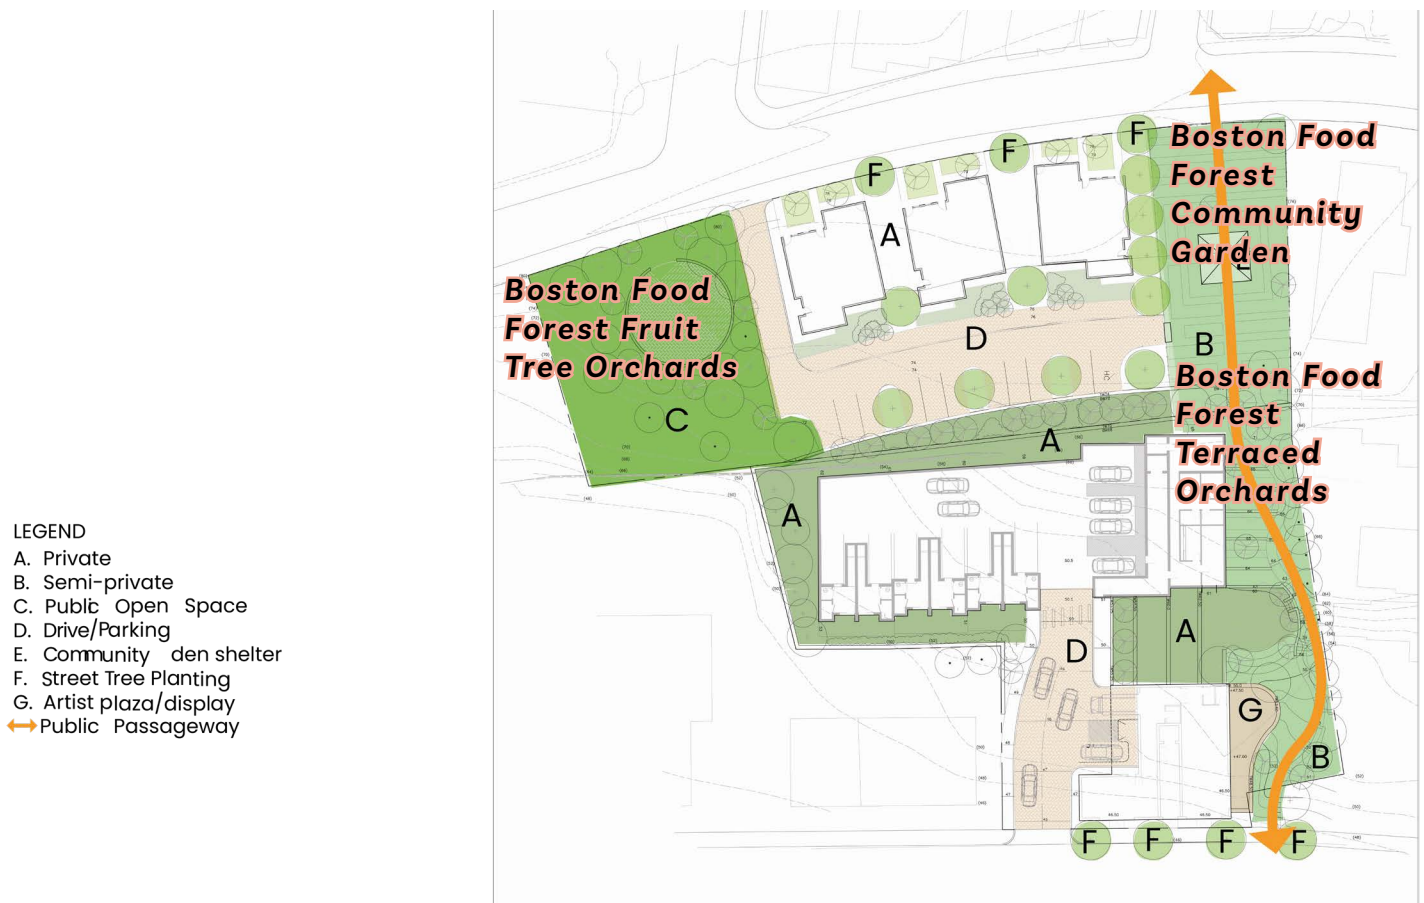 F
F
F
Boston Food
Forest
Community
Garden
E
A
Boston Food
Forest Fruit
Tree Orchards
D
B
C
Boston Food
Forest
Terraced
Orchards
A
A
LEGEND
A. Private
B. Semi-private
C. Public Open Space
D. Drive/Parking
E. Community den shelter
F. Street Tree Planting
G. Artist plaza/display
Public Passageway
A
D
G
B
F
F
F
F